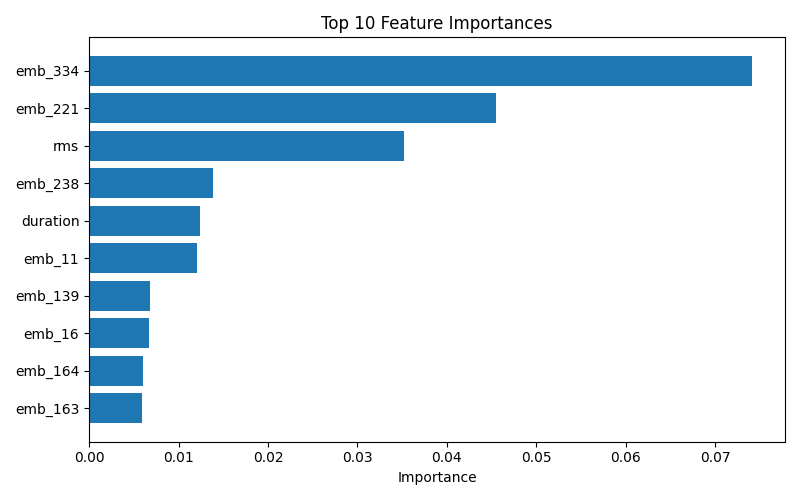 Top 10 Feature Importances
emb_334
emb_221
rms
emb_238
duration
emb_11
emb_139
emb_16
emb_164
emb_163
0.00 0.01 0.02 0.03 0.04 0.05 0.06 0.07
Importance